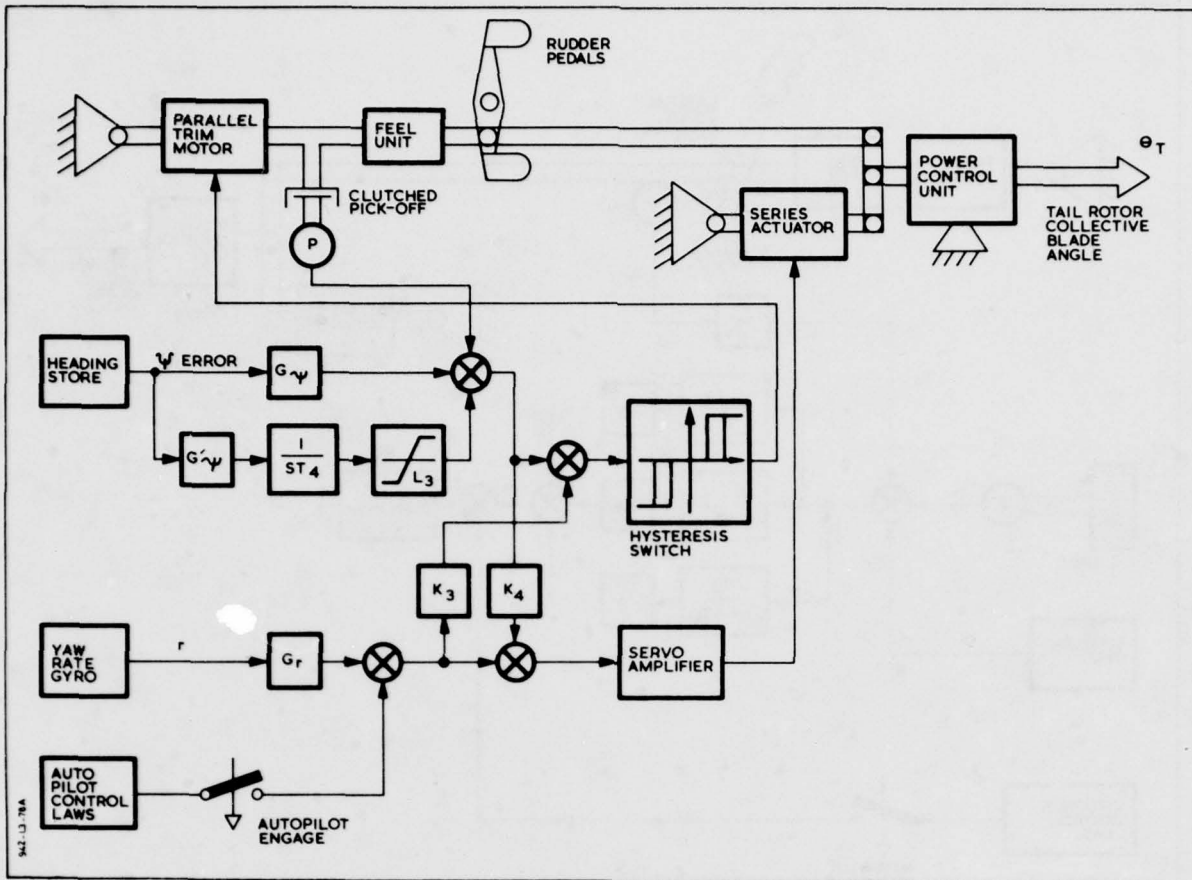 RUDDER
PEDALS
PARALLEL
TRIM
MOTOR
FEEL
UNIT
CLUTCHED
PICK-OFF
P
SERIES
ACTUATOR
POWER
CONTROL
UNIT
θT
TAIL ROTOR
COLLECTIVE
BLADE
ANGLE
HEADING
STORE
ψ ERROR
G~ψ
G'~ψ
1
ST4
L3
HYSTERESIS
SWITCH
K3
K4
YAW
RATE
GYRO
r
Gr
SERVO
AMPLIFIER
AUTO
PILOT
CONTROL
LAWS
AUTOPILOT
ENGAGE